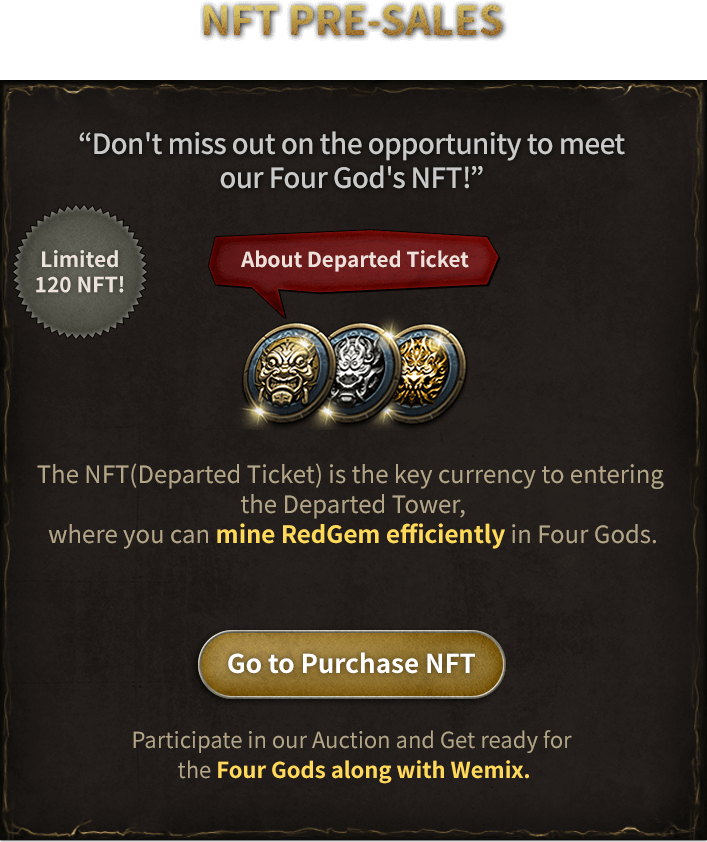 NFT PRE-SALES
“Don't miss out on the opportunity to meet
our Four God's NFT!”
Limited
120 NFT!
About Departed Ticket
The NFT(Departed Ticket) is the key currency to entering
the Departed Tower,
where you can mine RedGem efficiently in Four Gods.
Go to Purchase NFT
Participate in our Auction and Get ready for
the Four Gods along with Wemix.